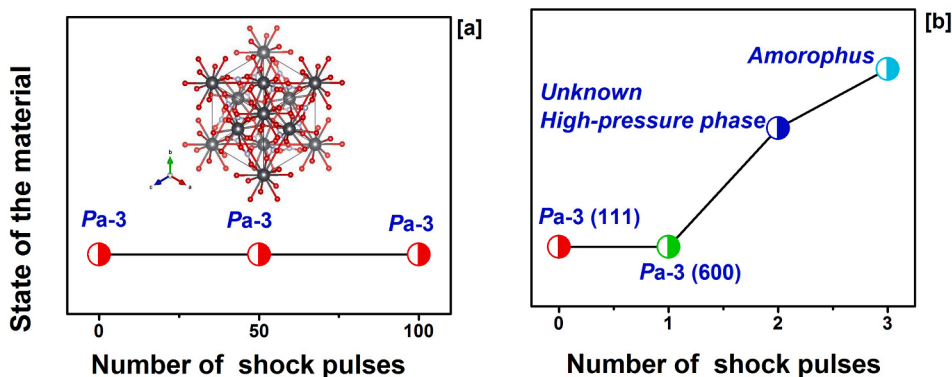 [a]
State of the material
b
c
a
Pa-3
Pa-3
Pa-3
0
50
100
Number of shock pulses
[b]
Amorophus
Unknown
High-pressure phase
Pa-3 (111)
Pa-3 (600)
0
1
2
3
Number of shock pulses